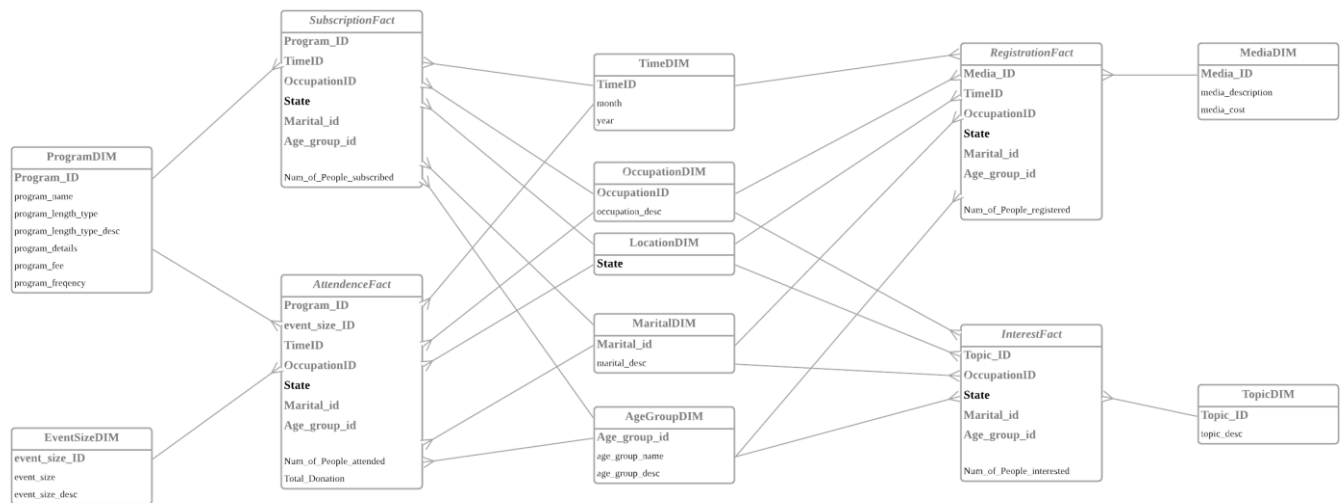 SubscriptionFact
Program_ID
TimeID
OccupationID
State
Marital_id
Age_group_id
Num_of_People_subscribed
TimeDIM
TimeID
month
year
RegistrationFact
Media_ID
TimeID
OccupationID
State
Marital_id
Age_group_id
Num_of_People_registered
MediaDIM
Media_ID
media_description
media_cost
ProgramDIM
Program_ID
program_name
program_length_type
program_length_type_desc
program_details
program_fee
program_freqency
OccupationDIM
OccupationID
occupation_desc
LocationDIM
State
AttendenceFact
Program_ID
event_size_ID
TimeID
OccupationID
State
Marital_id
Age_group_id
Num_of_People_attended
Total_Donation
MaritalDIM
Marital_id
marital_desc
InterestFact
Topic_ID
OccupationID
State
Marital_id
Age_group_id
Num_of_People_interested
TopicDIM
Topic_ID
topic_desc
EventSizeDIM
event_size_ID
event_size
event_size_desc
AgeGroupDIM
Age_group_id
age_group_name
age_group_desc